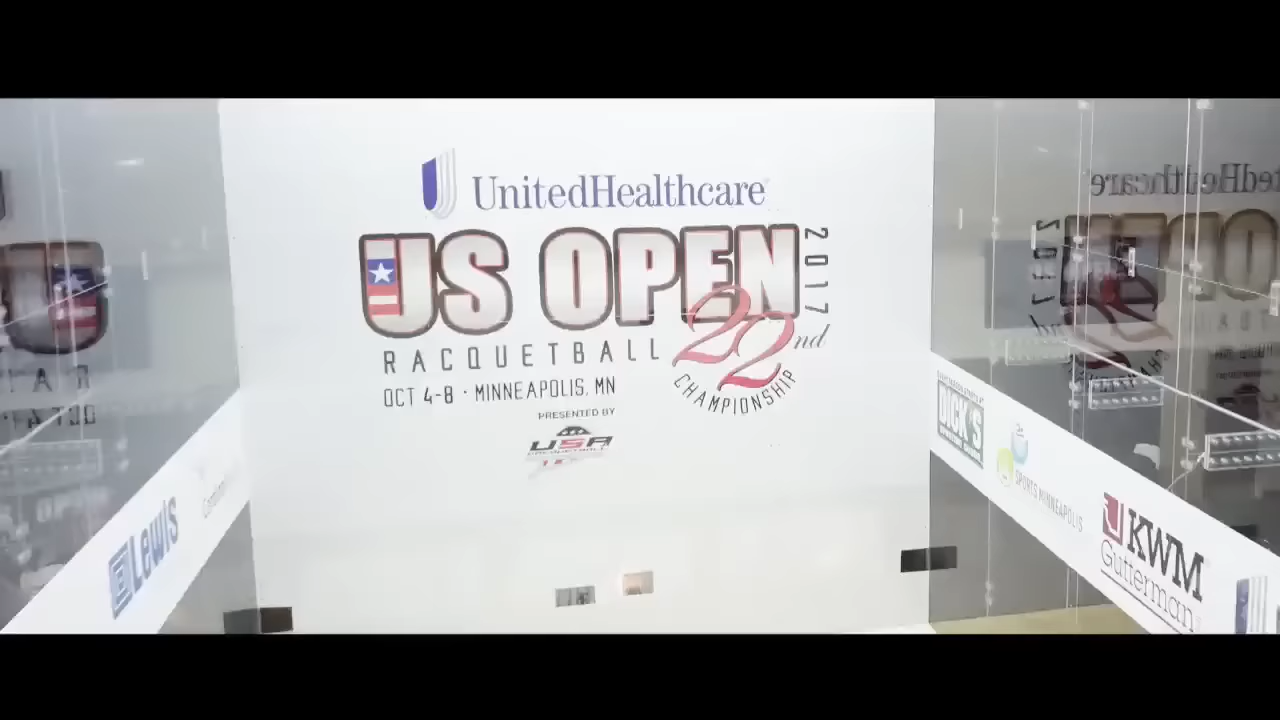 UnitedHealthcare
US OPEN
2017
22nd
CHAMPIONSHIP
RACQUETBALL
OCT 4-8 · MINNEAPOLIS, MN
PRESENTED BY
USA
RACQUETBALL
Lewis
DICK'S
SPORTS MINNEAPOLIS
KWM
Gutterman